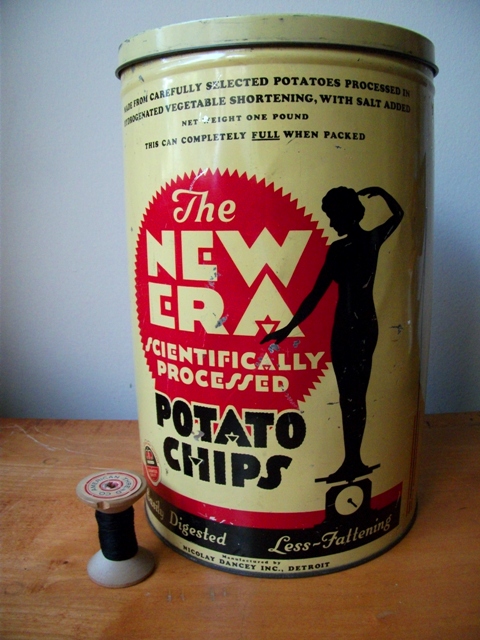 MADE FROM CAREFULLY SELECTED POTATOES PROCESSED IN
HYDROGENATED VEGETABLE SHORTENING, WITH SALT ADDED
NET WEIGHT ONE POUND
THIS CAN COMPLETELY FULL WHEN PACKED
The
NEW
ERA
SCIENTIFICALLY
PROCESSED
POTATO
CHIPS
Digested
Less-Fattening
Manufactured by
NICOLAY DANCEY INC., DETROIT